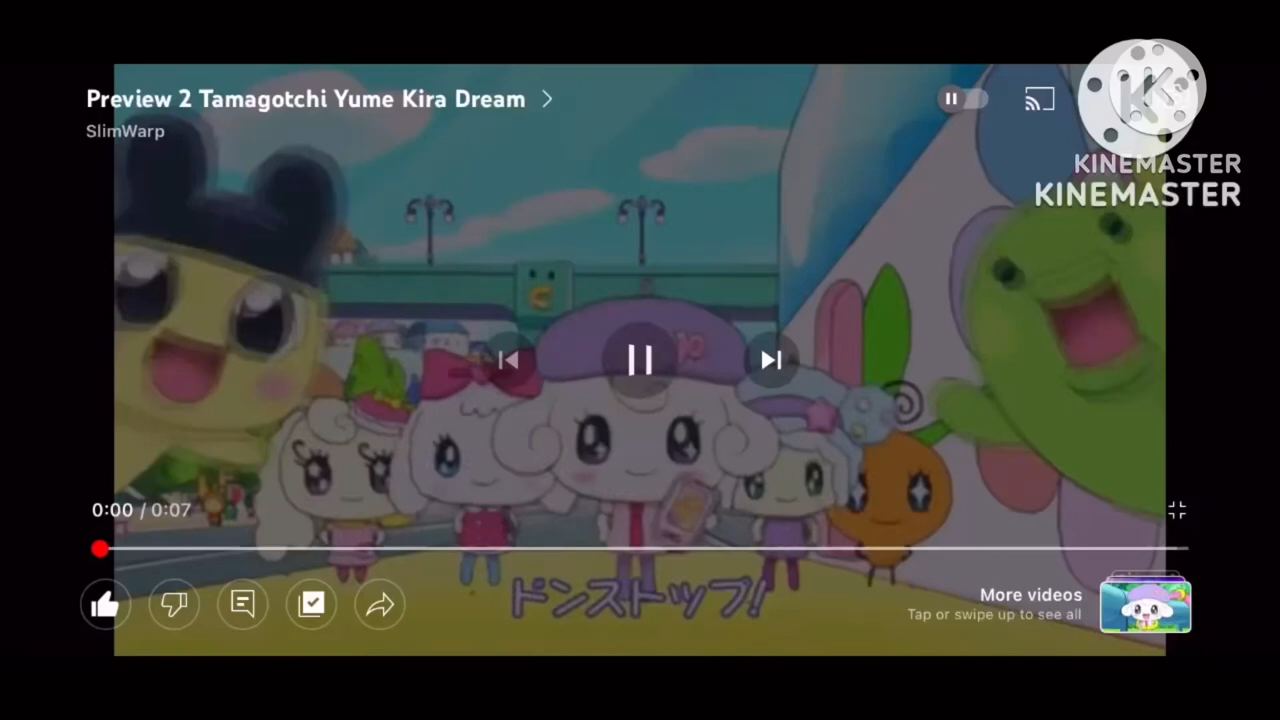 Preview 2 Tamagotchi Yume Kira Dream
SlimWarp
KINEMASTER
KINEMASTER
0:00 / 0:07
ドンストップ!
More videos
Tap or swipe up to see all